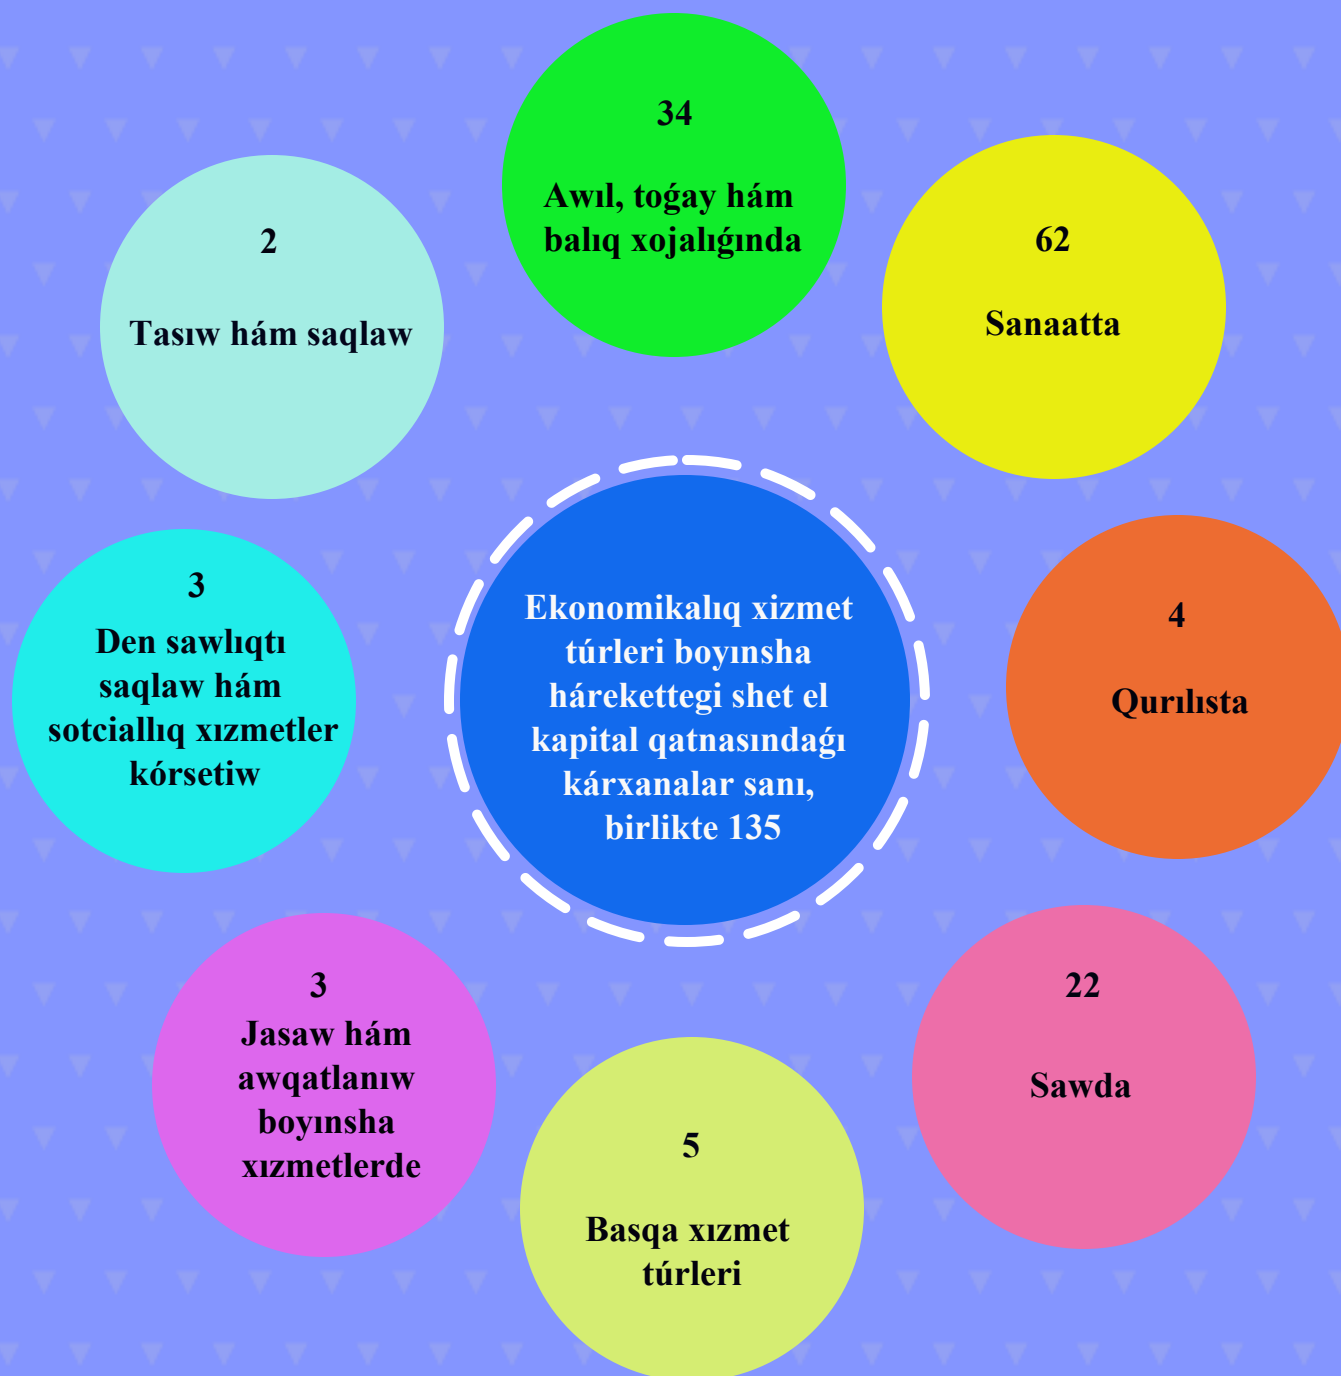 34
Awıl, toǵay hám
balıq xojalıǵında
62
Sanaatta
2
Tasıw hám saqlaw
3
Den sawlıqtı
saqlaw hám
sotciallıq xızmetler
kórsetiw
Ekonomikalıq xizmet
túrleri boyınsha
hárekettegi shet el
kapital qatnasındaǵı
kárxanalar sanı,
birlikte 135
4
Qurılısta
3
Jasaw hám
awqatlanıw
boyınsha
xızmetlerde
22
Sawda
5
Basqa xızmet
túrleri